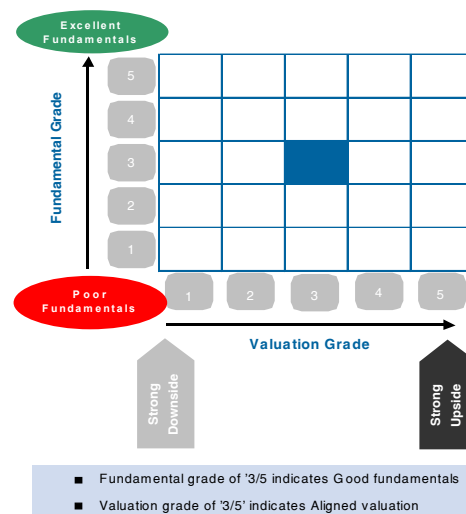 Excellent
Fundamentals
5
4
3
2
1
Fundamental Grade
Poor
Fundamentals
1 2 3 4 5
Valuation Grade
Strong
Downside
Strong
Upside
Fundamental grade of '3/5 indicates Good fundamentals
Valuation grade of '3/5' indicates Aligned valuation